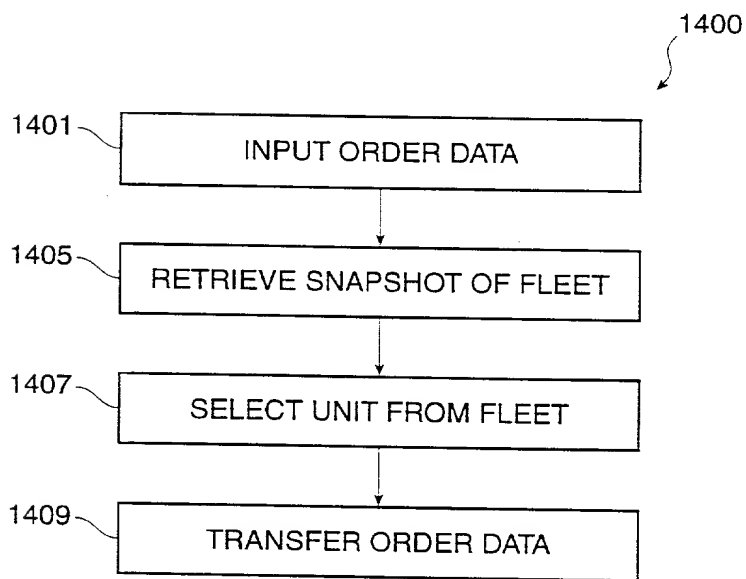 1400
1401
INPUT ORDER DATA
1405
RETRIEVE SNAPSHOT OF FLEET
1407
SELECT UNIT FROM FLEET
1409
TRANSFER ORDER DATA